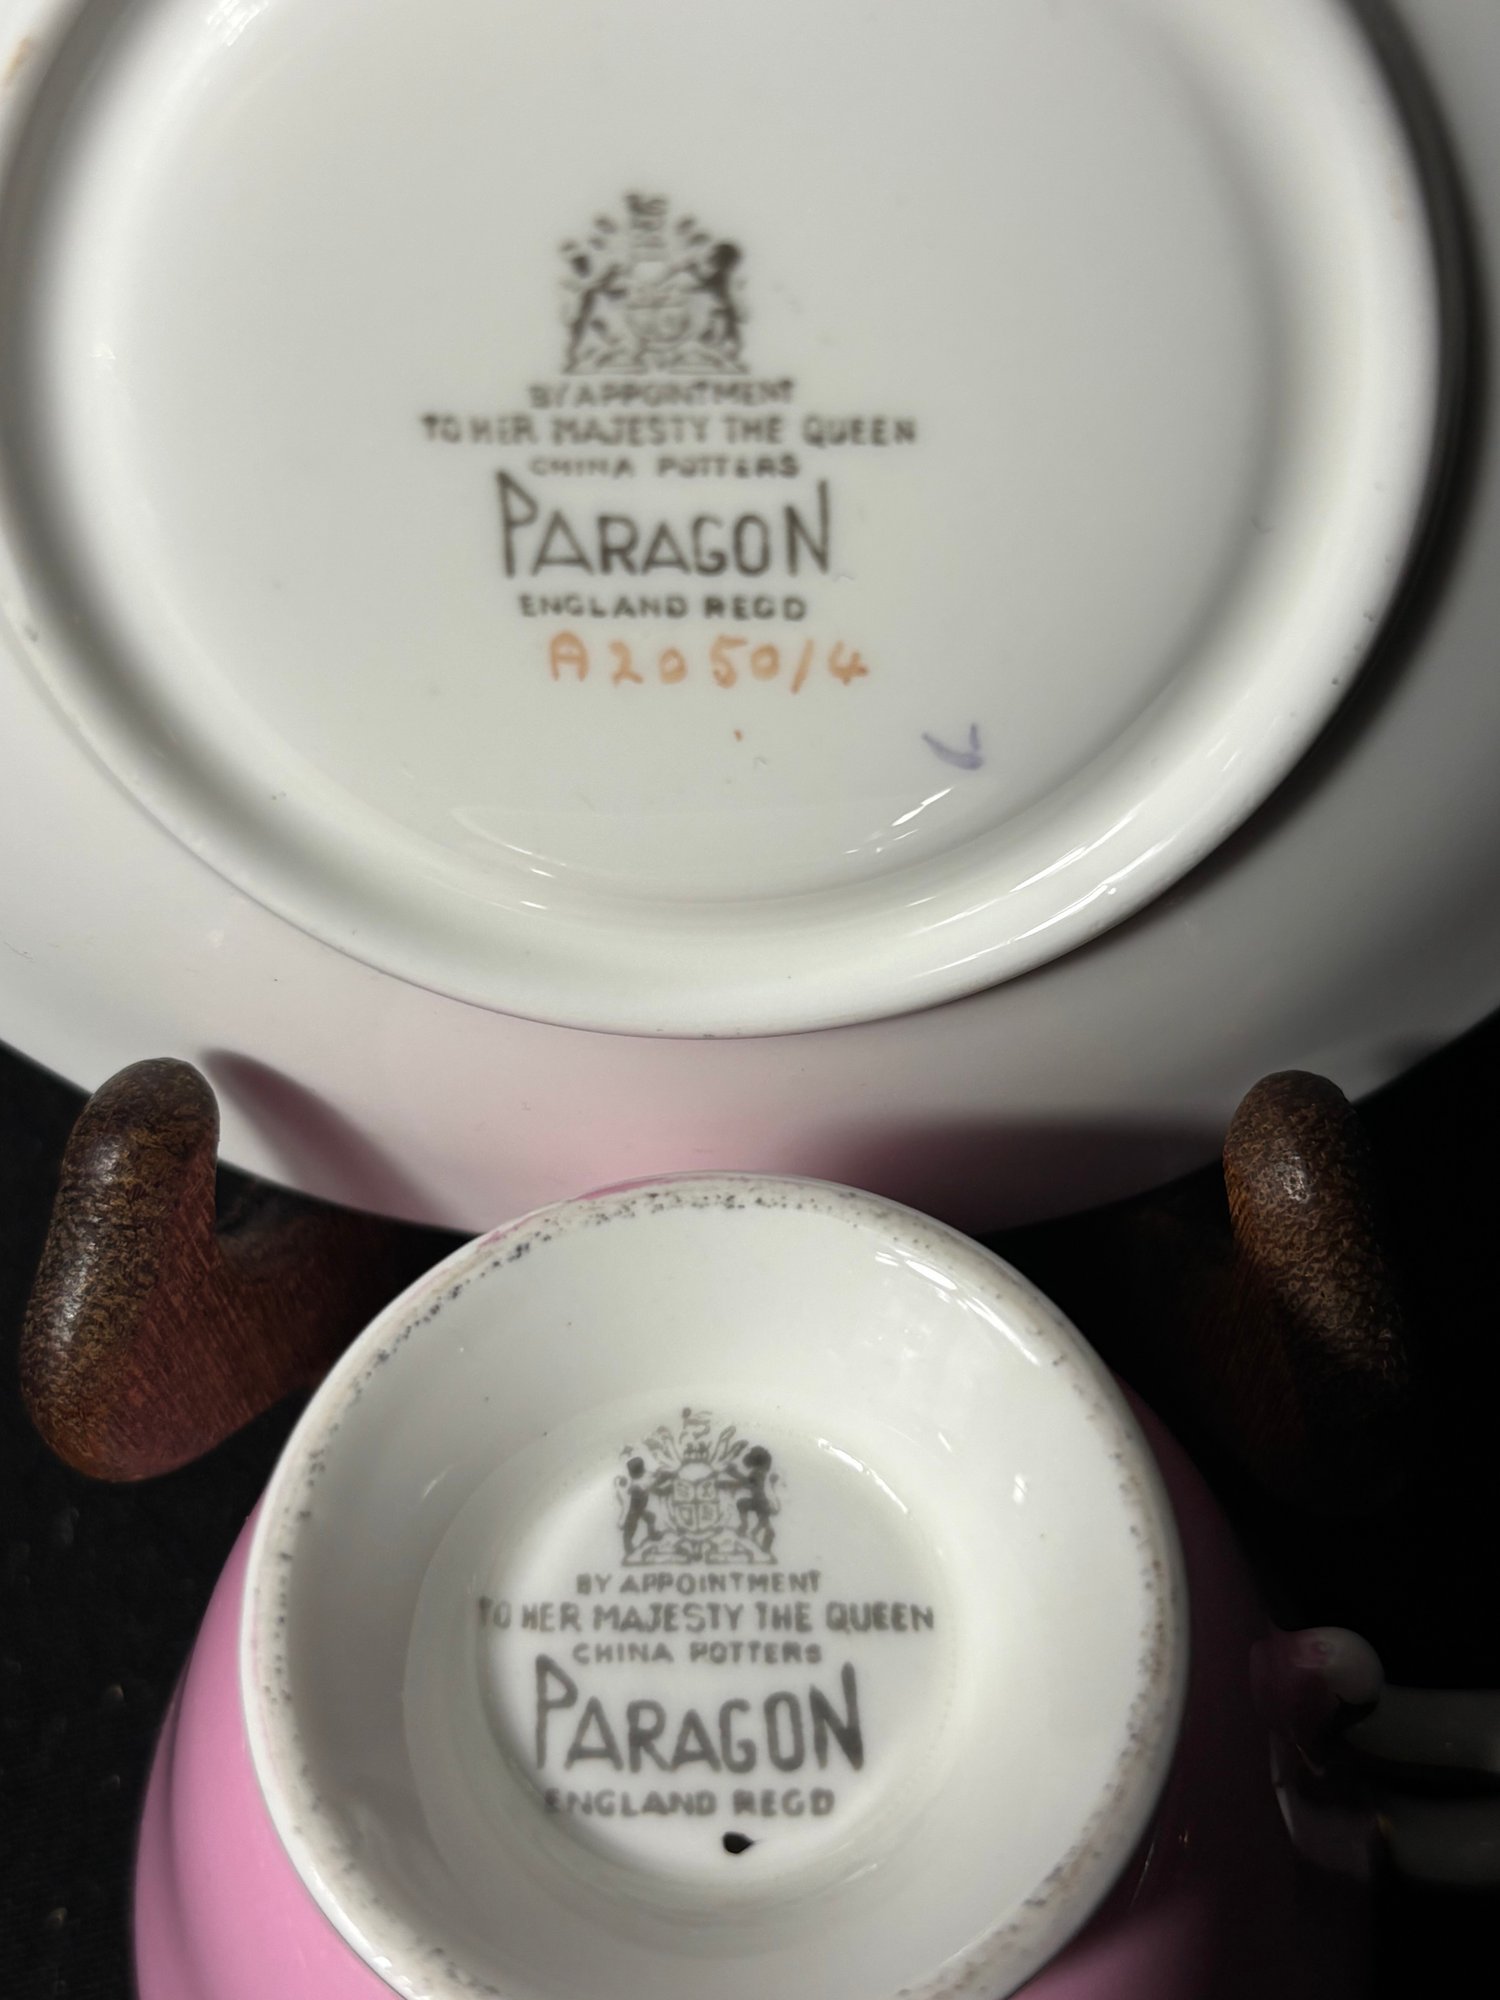 BY APPOINTMENT
TO HER MAJESTY THE QUEEN
CHINA POTTERS
PARAGON
ENGLAND REGD
A2050/4
BY APPOINTMENT
TO HER MAJESTY THE QUEEN
CHINA POTTERS
PARAGON
ENGLAND REGD